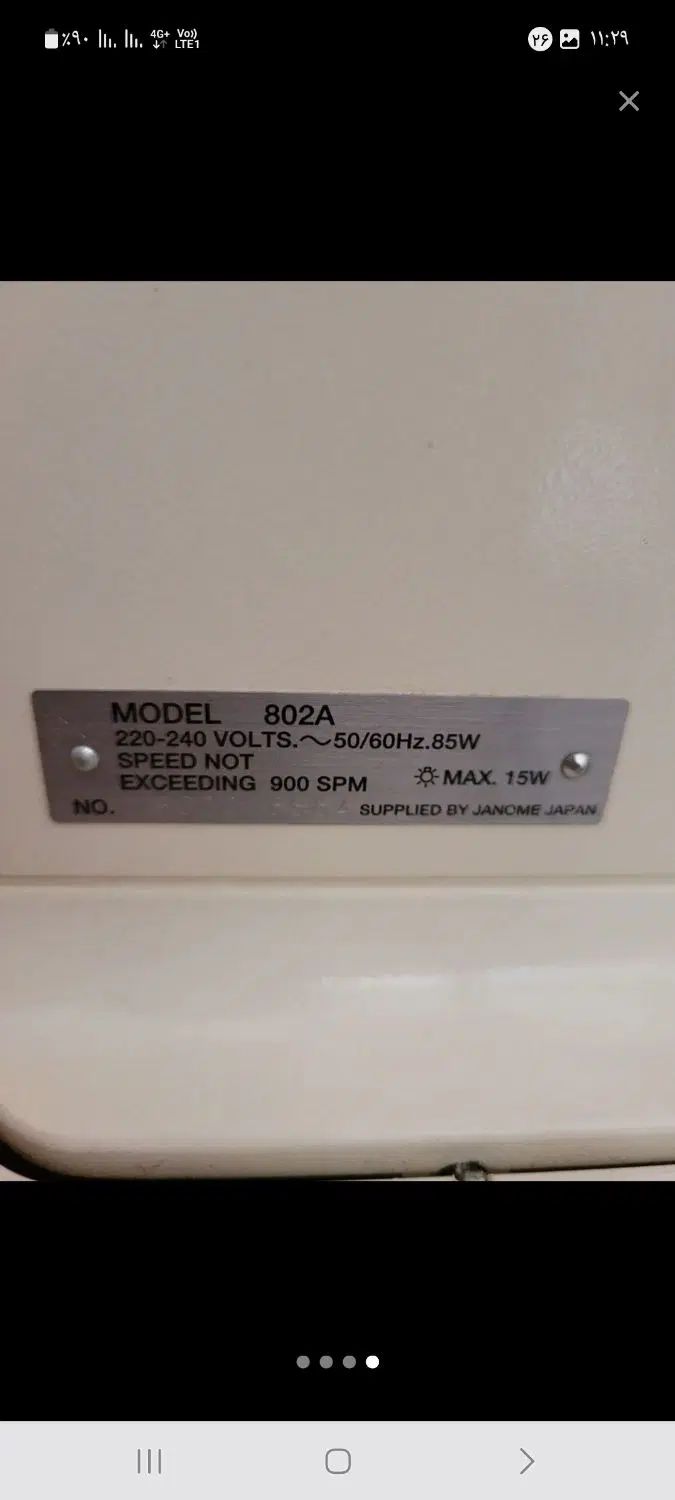 ٪۹۰ 4G+ Vo)) LTE1 ۲۶ ۱۱:۲۹
MODEL 802A
220-240 VOLTS.～50/60Hz.85W
SPEED NOT
EXCEEDING 900 SPM MAX. 15W
NO. SUPPLIED BY JANOME JAPAN